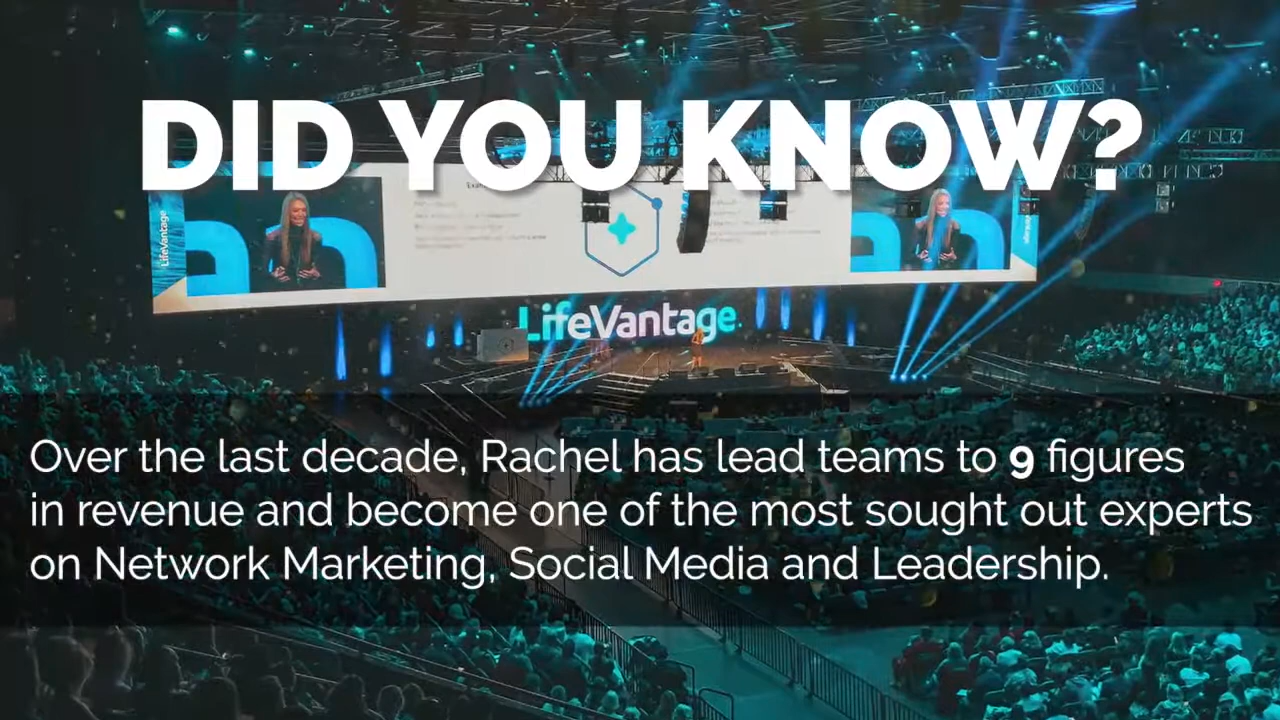 DID YOU KNOW?
LifeVantage
LifeVantage
Over the last decade, Rachel has lead teams to 9 figures
in revenue and become one of the most sought out experts
on Network Marketing, Social Media and Leadership.